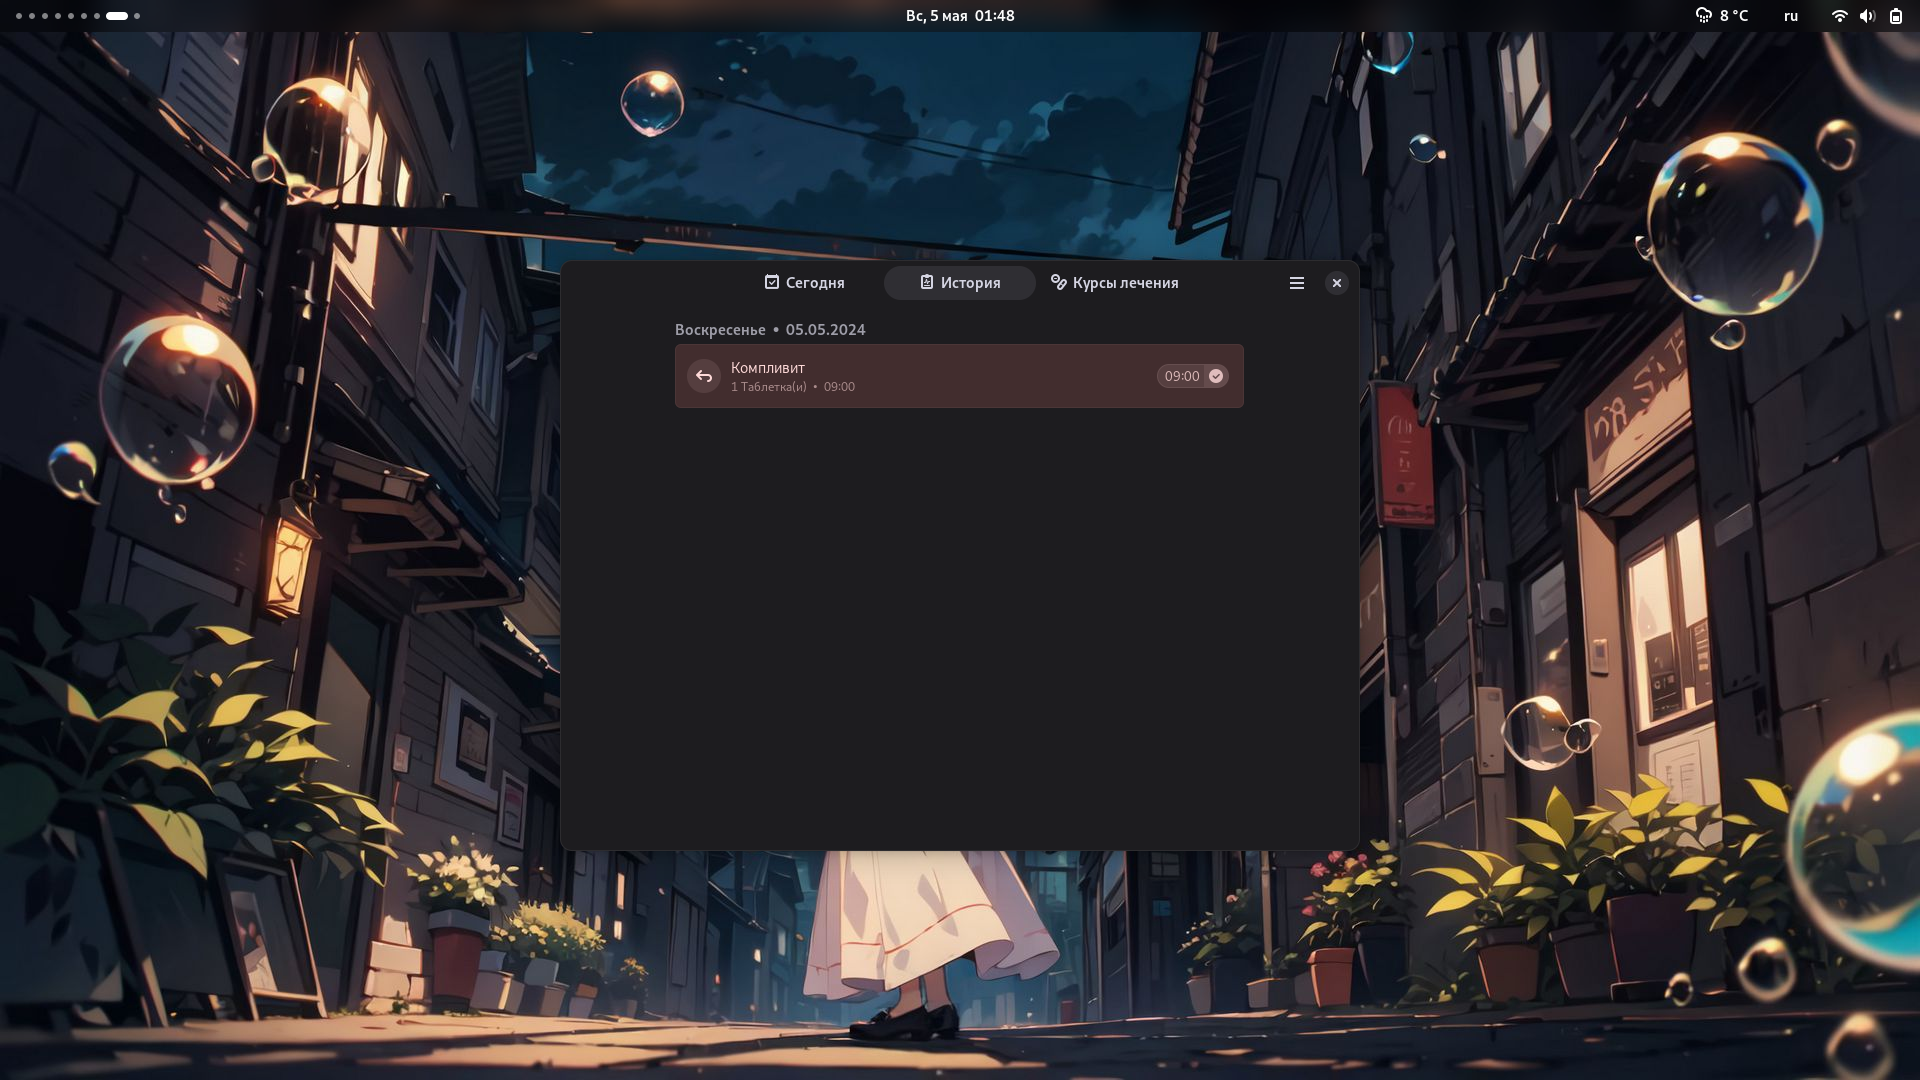 Вс, 5 мая 01:48
8 °C
ru
Сегодня
История
Курсы лечения
Воскресенье • 05.05.2024
Компливит
1 Таблетка(и) • 09:00
09:00